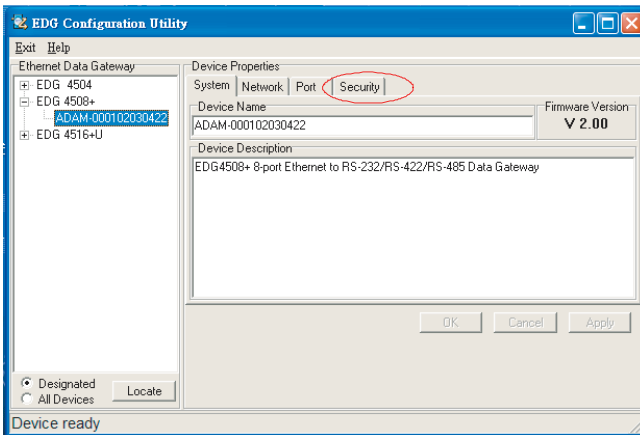 EDG Configuration Utility
Exit Help
Ethernet Data Gateway
EDG 4504
EDG 4508+
ADAM-000102030422
EDG 4516+U
Designated
All Devices
Locate
Device Properties
System Network Port Security
Device Name
ADAM-000102030422
Firmware Version
V 2.00
Device Description
EDG4508+ 8-port Ethernet to RS-232/RS-422/RS-485 Data Gateway
OK Cancel Apply
Device ready